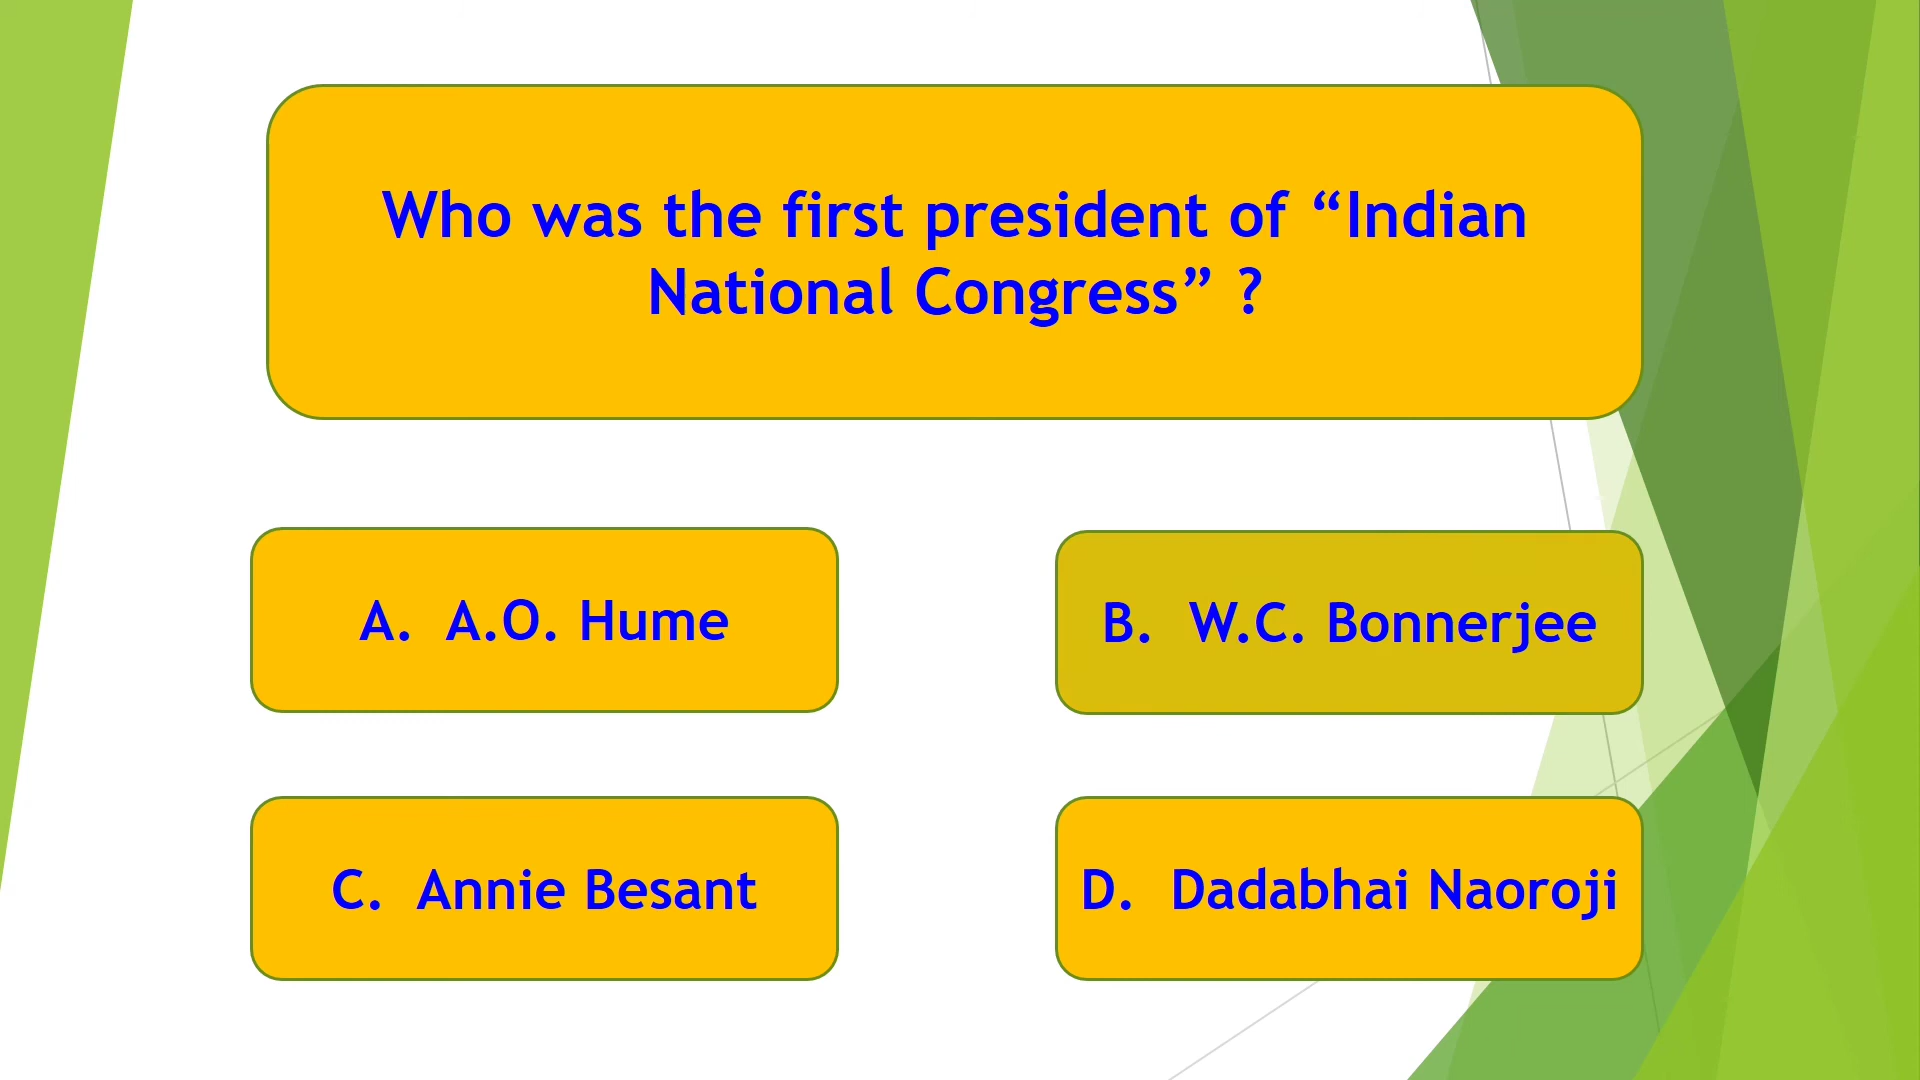 Who was the first president of “Indian
National Congress” ?
A. A.O. Hume
B. W.C. Bonnerjee
C. Annie Besant
D. Dadabhai Naoroji